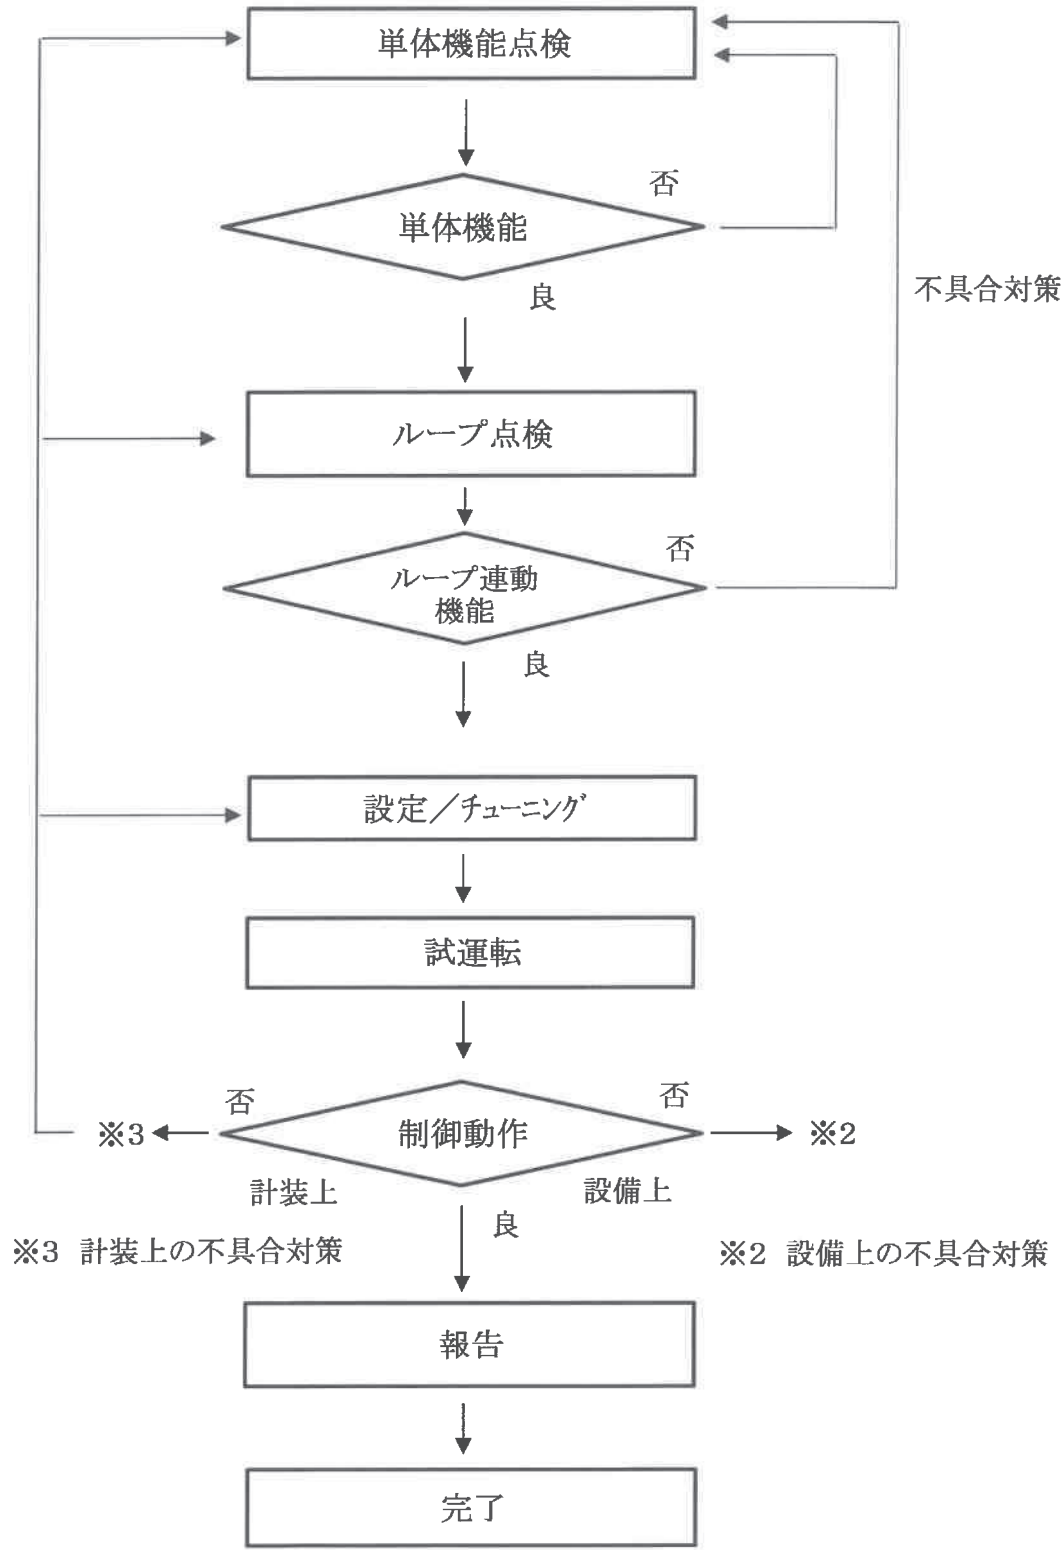 単体機能点検
否
単体機能
良
不具合対策
ループ点検
否
ループ連動
機能
良
設定／ﾁｭｰﾆﾝｸﾞ
試運転
否
否
※3
制御動作
※2
計装上
設備上
良
※3 計装上の不具合対策
※2 設備上の不具合対策
報告
完了